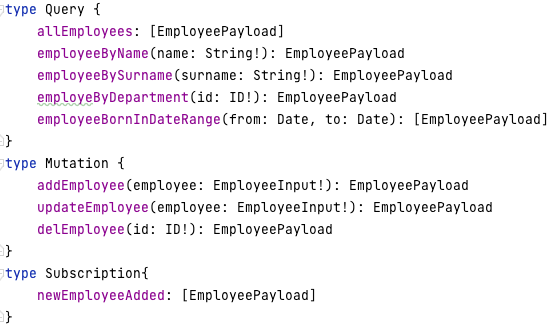 type Query {
    allEmployees: [EmployeePayload]
    employeeByName(name: String!): EmployeePayload
    employeeBySurname(surname: String!): EmployeePayload
    employeByDepartment(id: ID!): EmployeePayload
    employeeBornInDateRange(from: Date, to: Date): [EmployeePayload]
}
type Mutation {
    addEmployee(employee: EmployeeInput!): EmployeePayload
    updateEmployee(employee: EmployeeInput!): EmployeePayload
    delEmployee(id: ID!): EmployeePayload
}
type Subscription{
    newEmployeeAdded: [EmployeePayload]
}